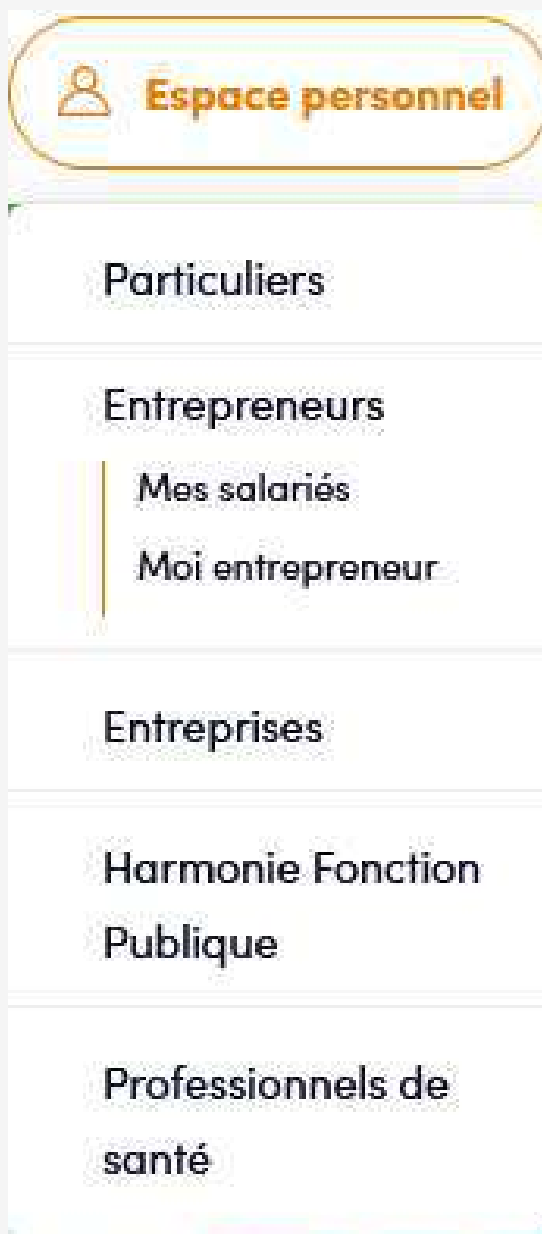 Espace personnel
Particuliers
Entrepreneurs
Mes salariés
Moi entrepreneur
Entreprises
Harmonie Fonction
Publique
Professionnels de
santé